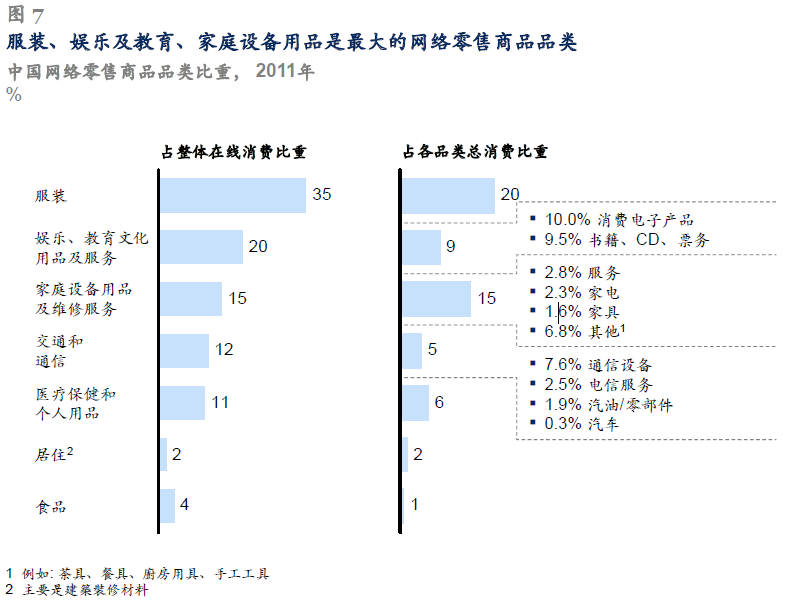 图 7
服装、娱乐及教育、家庭设备用品是最大的网络零售商品品类
中国网络零售商品品类比重， 2011年
%
占整体在线消费比重
占各品类总消费比重
服装
35
20
娱乐、教育文化
用品及服务
20
9
10.0% 消费电子产品
9.5% 书籍、CD、票务
家庭设备用品
及维修服务
15
15
2.8% 服务
2.3% 家电
1.6% 家具
6.8% 其他1
交通和
通信
12
5
7.6% 通信设备
2.5% 电信服务
1.9% 汽油/零部件
0.3% 汽车
医疗保健和
个人用品
11
6
居住2
2
2
食品
4
1
1 例如: 茶具、餐具、厨房用具、手工工具
2 主要是建築装修材料